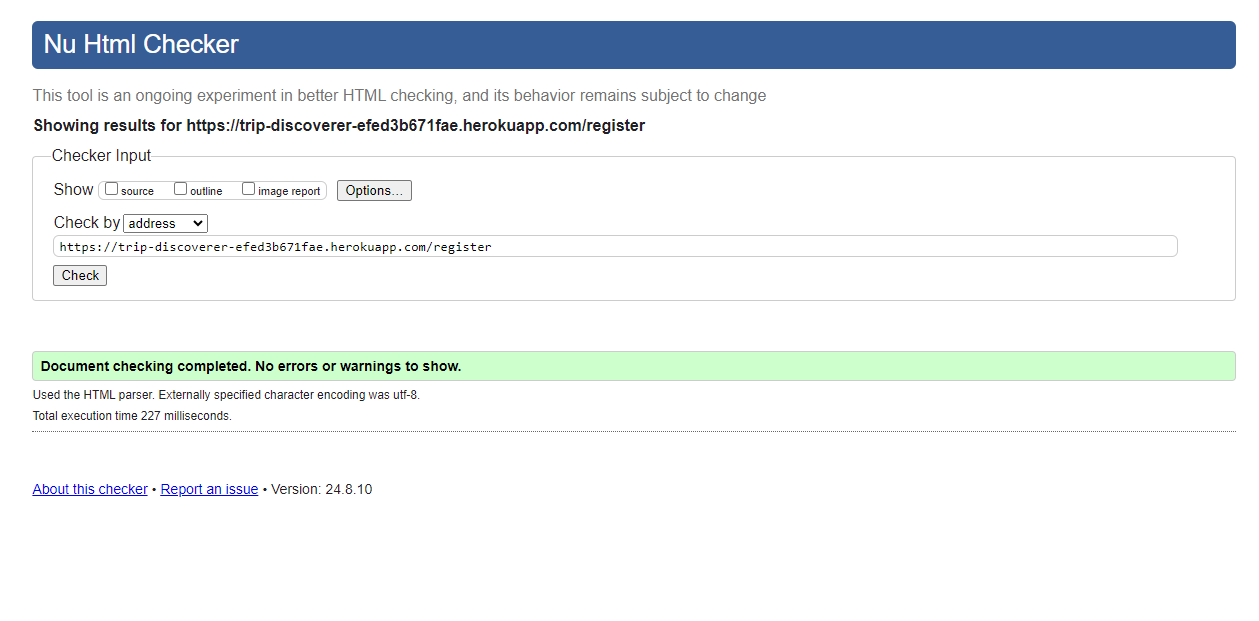 Nu Html Checker
This tool is an ongoing experiment in better HTML checking, and its behavior remains subject to change
Showing results for https://trip-discoverer-efed3b671fae.herokuapp.com/register
Checker Input
Show source outline image report Options...
Check by address
https://trip-discoverer-efed3b671fae.herokuapp.com/register
Check
Document checking completed. No errors or warnings to show.
Used the HTML parser. Externally specified character encoding was utf-8.
Total execution time 227 milliseconds.
About this checker • Report an issue • Version: 24.8.10